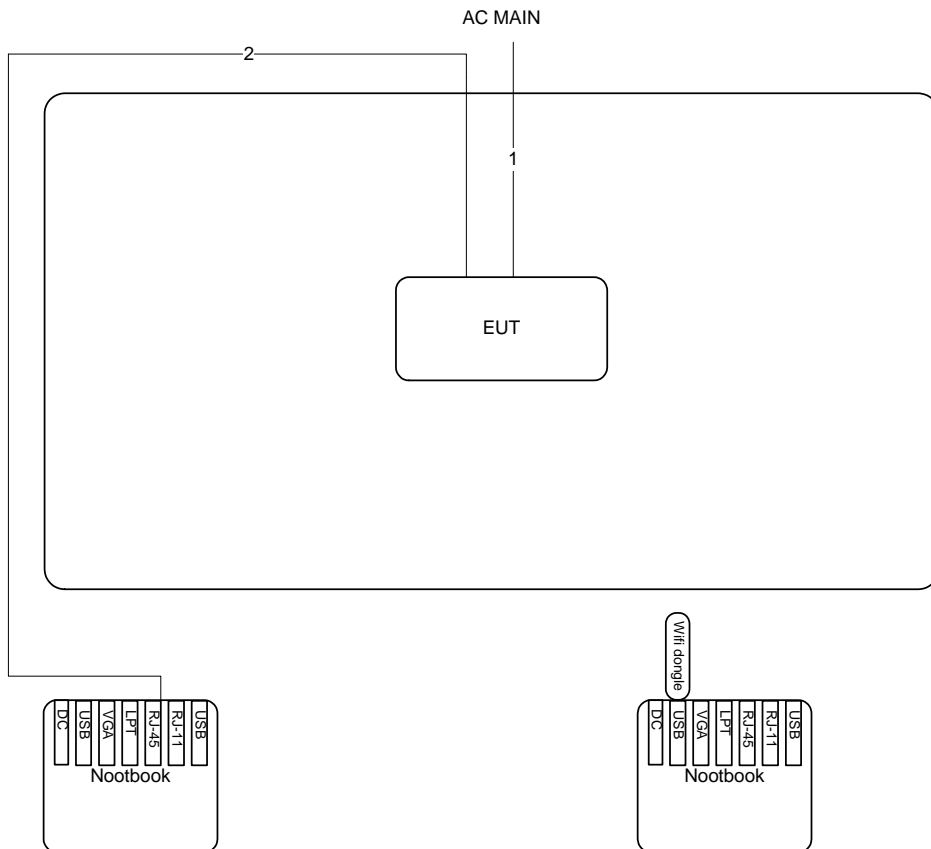 AC MAIN
2
1
EUT
Wifi dongle
DC
USB
VGA
LPT
RJ-45
RJ-11
USB
Nootbook
DC
USB
VGA
LPT
RJ-45
RJ-11
USB
Nootbook